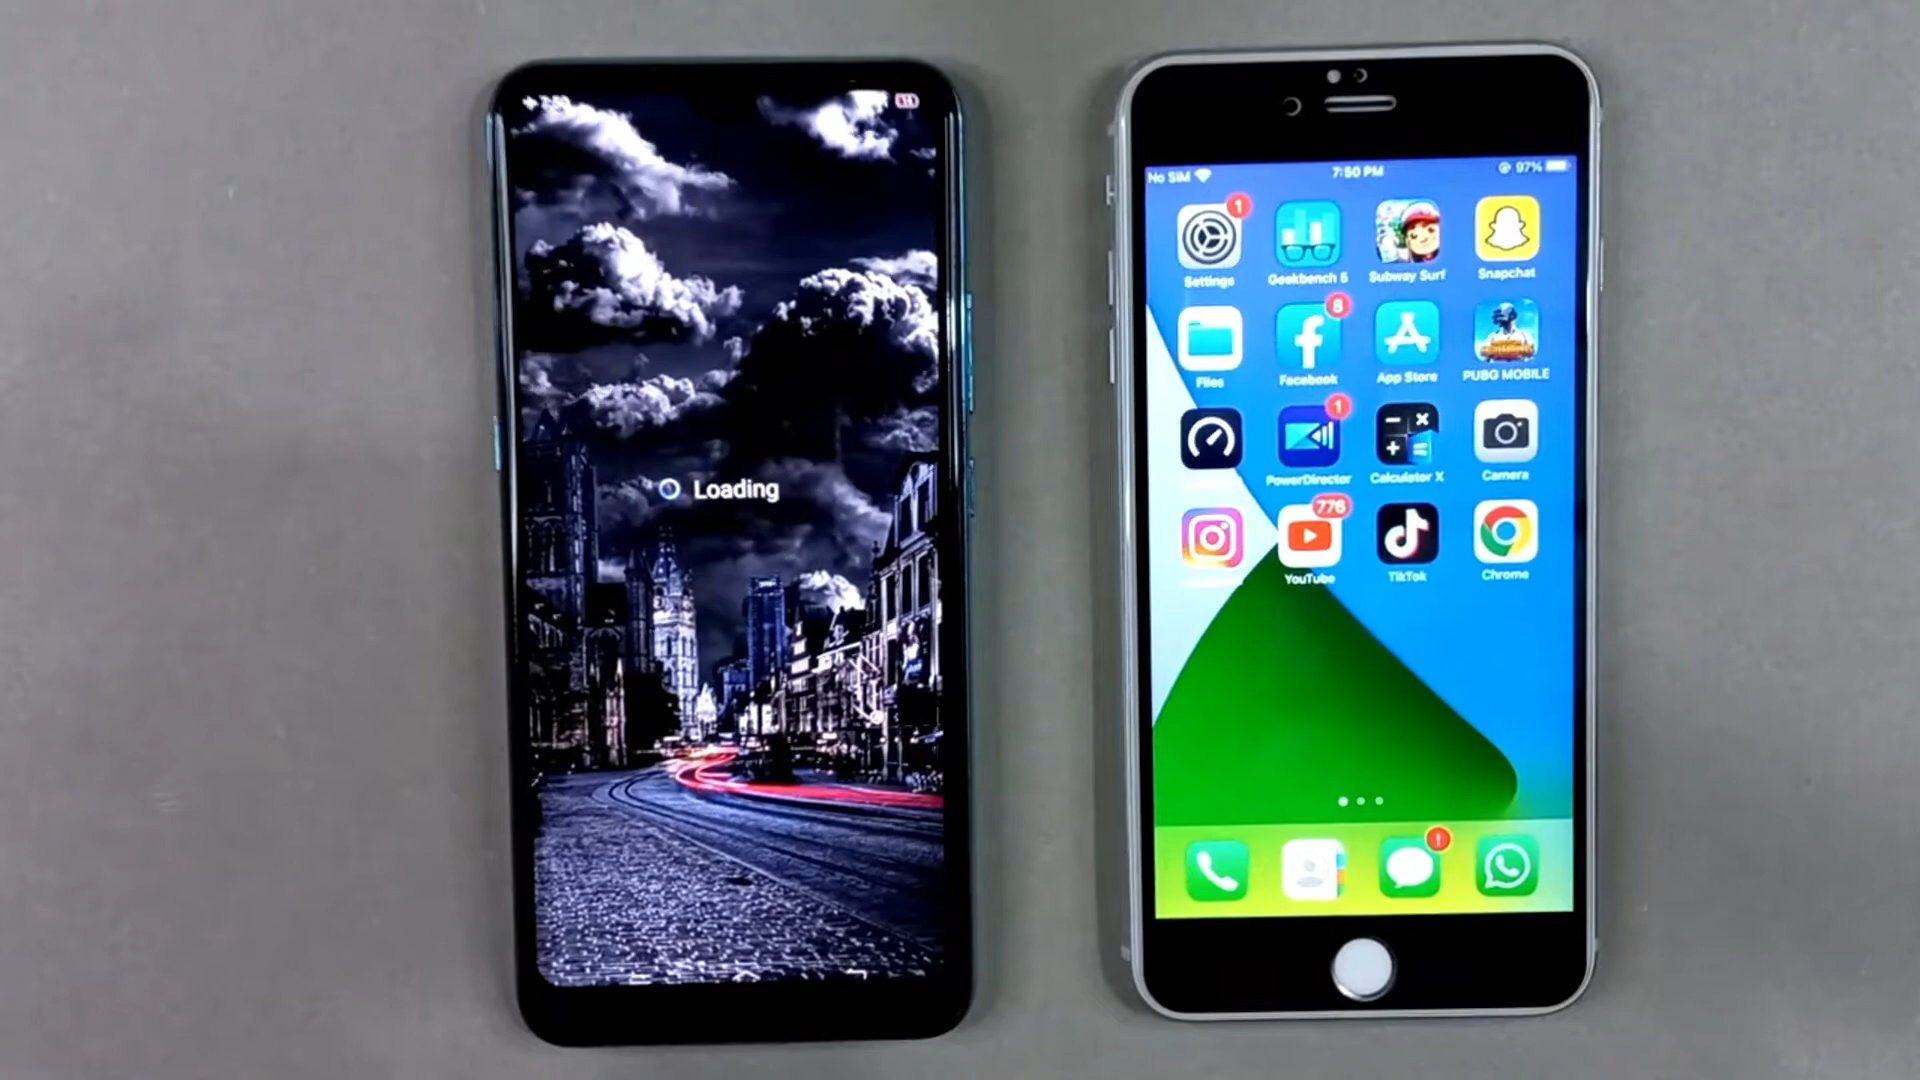 Loading
No SIM
7:50 PM
97%
1
Settings
Geekbench 5
Subway Surf
Snapchat
8
Files
Facebook
App Store
PUBG MOBILE
1
PowerDirector
Calculator X
Camera
776
YouTube
TikTok
Chrome
!